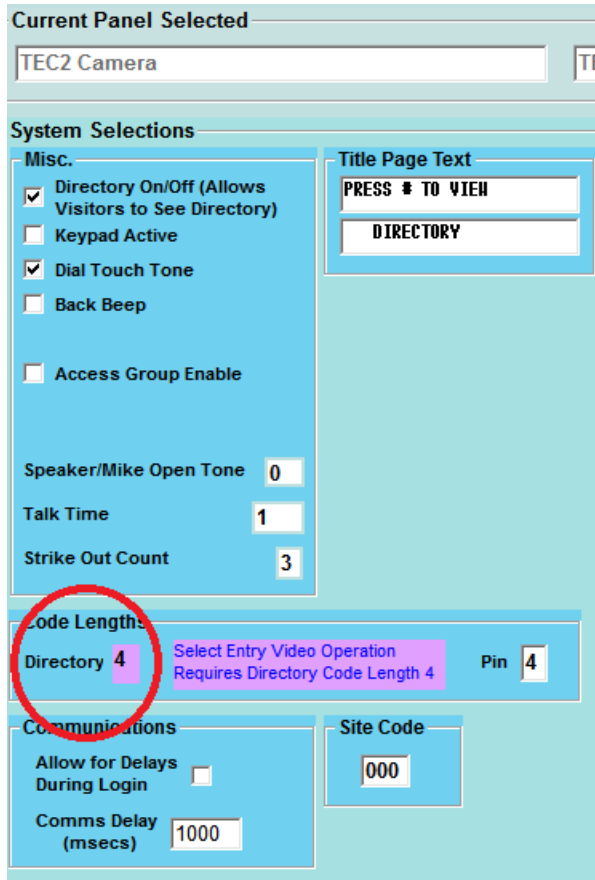 Current Panel Selected
TEC2 Camera
System Selections
Misc.
Directory On/Off (Allows
Visitors to See Directory)
Keypad Active
Dial Touch Tone
Back Beep
Access Group Enable
Speaker/Mike Open Tone 0
Talk Time 1
Strike Out Count 3
Title Page Text
PRESS # TO VIEW
DIRECTORY
Code Lengths
Directory 4
Select Entry Video Operation
Requires Directory Code Length 4
Pin 4
Communications
Allow for Delays
During Login
Comms Delay
(msecs) 1000
Site Code
000